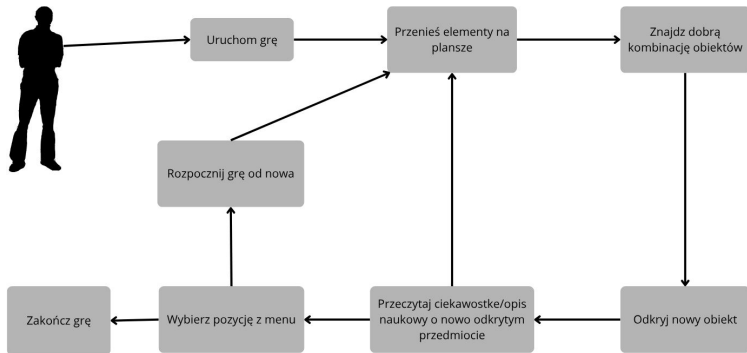 Uruchom grę
Przenieś elementy na
plansze
Znajdz dobrą
kombinację obiektów
Rozpocznij grę od nowa
Zakończ grę
Wybierz pozycję z menu
Przeczytaj ciekawostke/opis
naukowy o nowo odkrytym
przedmiocie
Odkryj nowy obiekt